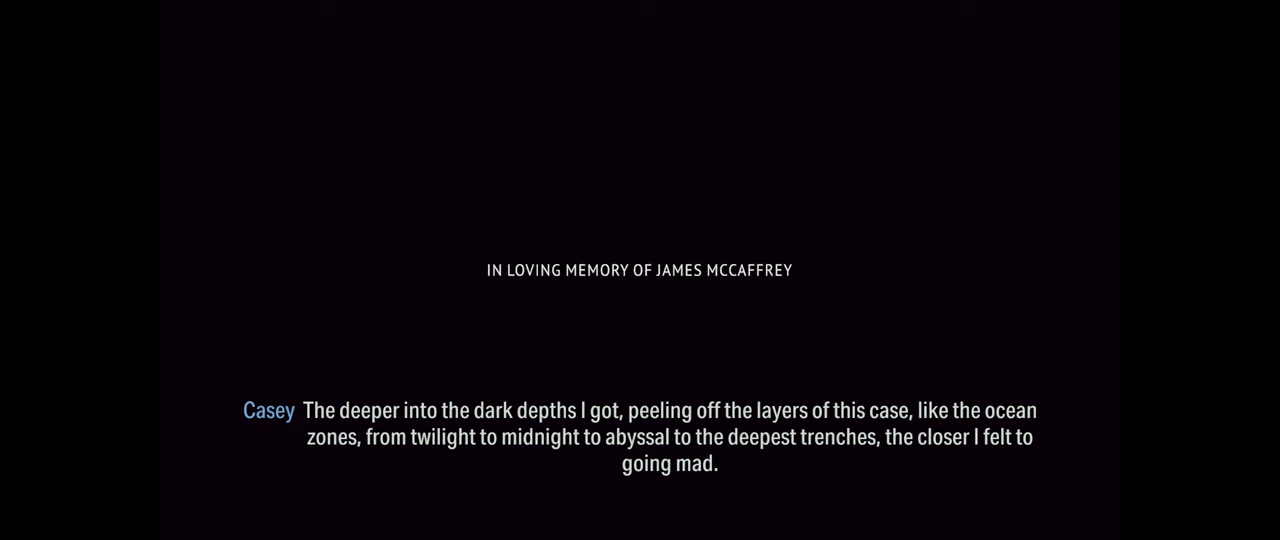 IN LOVING MEMORY OF JAMES MCCAFFREY
Casey The deeper into the dark depths I got, peeling off the layers of this case, like the ocean
zones, from twilight to midnight to abyssal to the deepest trenches, the closer I felt to
going mad.